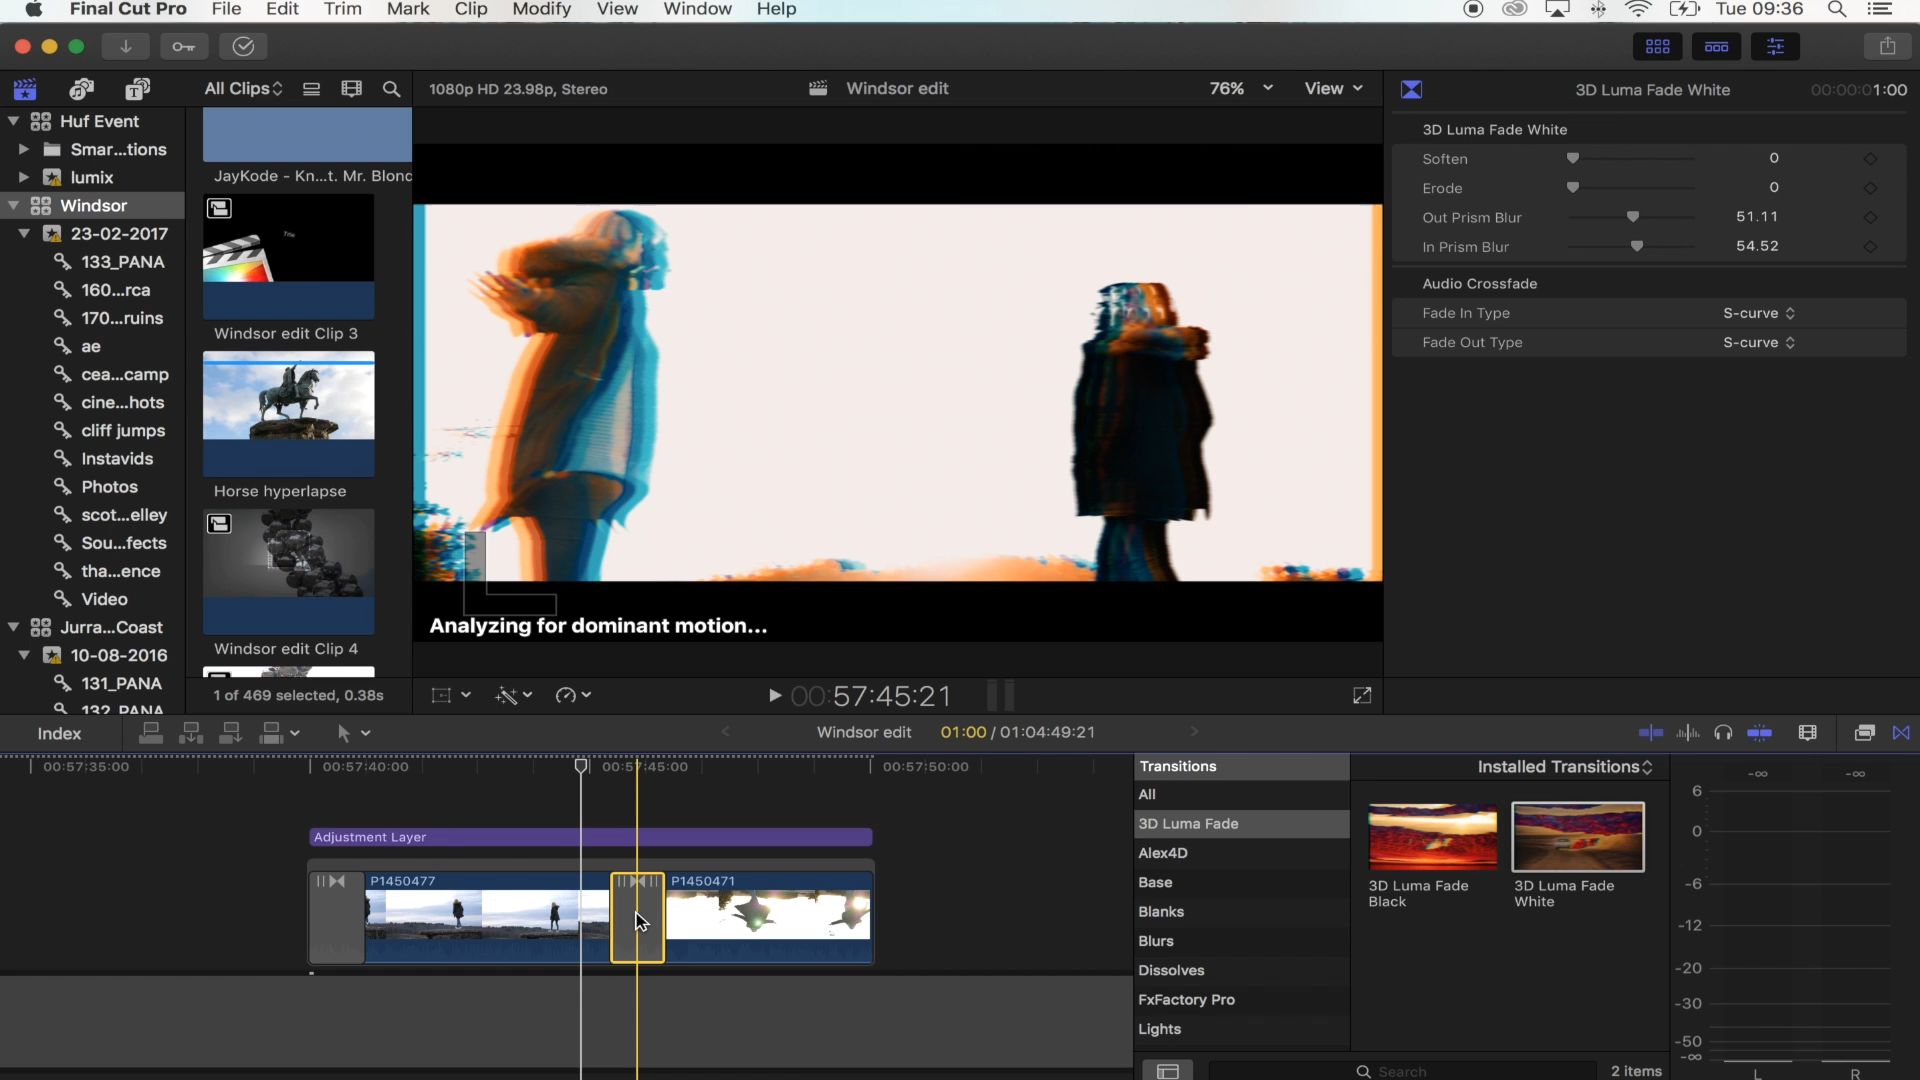 Final Cut Pro File Edit Trim Mark Clip Modify View Window Help Tue 09:36
All Clips 1080p HD 23.98p, Stereo Windsor edit 76% View 3D Luma Fade White 00:00:01:00
Huf Event
Smar...tions
lumix
Windsor
23-02-2017
133_PANA
160...rca
170...ruins
ae
cea...camp
cine...hots
cliff jumps
Instavids
Photos
scot...elley
Sou...fects
tha...ence
Video
Jurra...Coast
10-08-2016
131_PANA
132_PANA
JayKode - Kn...t. Mr. Blond
Title
Windsor edit Clip 3
Horse hyperlapse
Windsor edit Clip 4
1 of 469 selected, 0.38s
Analyzing for dominant motion...
00:57:45:21
3D Luma Fade White
Soften 0
Erode 0
Out Prism Blur 51.11
In Prism Blur 54.52
Audio Crossfade
Fade In Type S-curve
Fade Out Type S-curve
Index Windsor edit 01:00 / 01:04:49:21
00:57:35:00 00:57:40:00 00:57:45:00 00:57:50:00
Adjustment Layer
P1450477 P1450471
Transitions Installed Transitions
All
3D Luma Fade
Alex4D
Base
Blanks
Blurs
Dissolves
FxFactory Pro
Lights
3D Luma Fade
Black
3D Luma Fade
White
Search 2 items
-∞ -∞
6
0
-6
-12
-20
-30
-50
-∞
L R